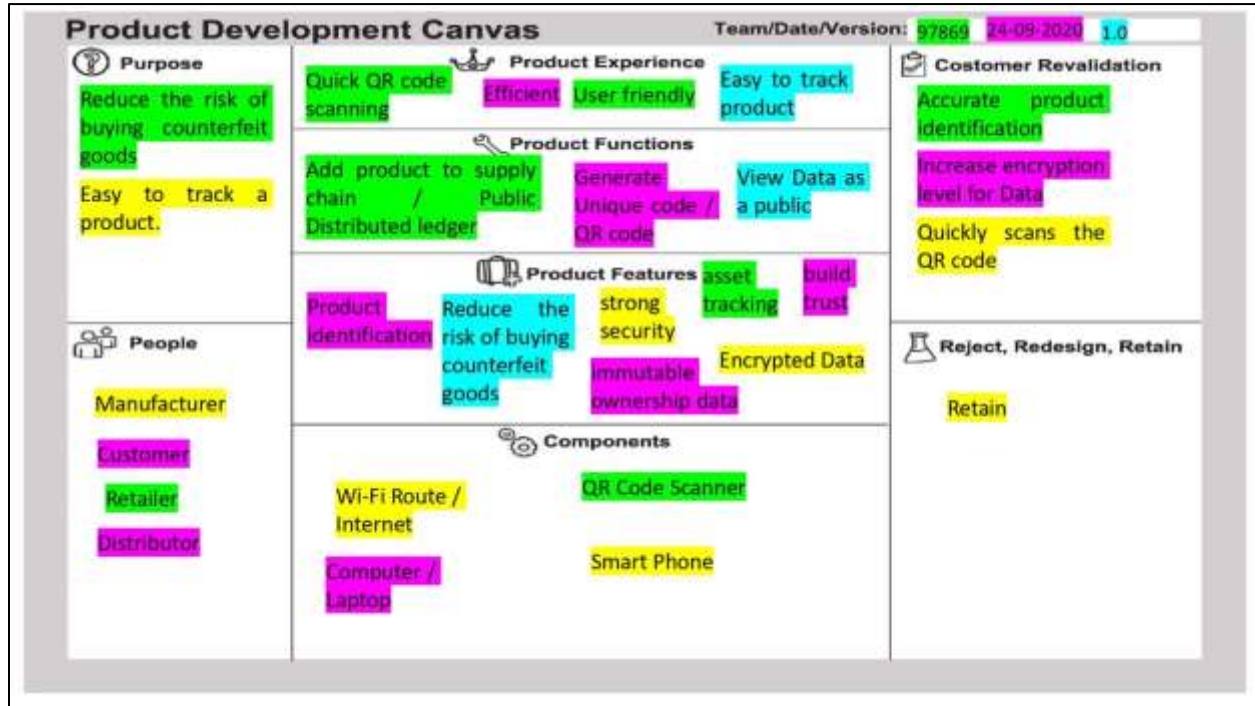 Product Development Canvas
Team/Date/Version: 97869 24-09-2020 1.0
Purpose
Reduce the risk of
buying counterfeit
goods
Easy to track a
product.
People
Manufacturer
Customer
Retailer
Distributor
Product Experience
Quick QR code
scanning
Efficient
User friendly
Easy to track
product
Product Functions
Add product to supply
chain / Public
Distributed ledger
Generate
Unique code /
QR code
View Data as
a public
Product Features
Product
identification
Reduce the
risk of buying
counterfeit
goods
strong
security
asset
tracking
build
trust
immutable
ownership data
Encrypted Data
Components
Wi-Fi Route /
Internet
QR Code Scanner
Computer /
Laptop
Smart Phone
Costomer Revalidation
Accurate product
identification
Increase encryption
level for Data
Quickly scans the
QR code
Reject, Redesign, Retain
Retain